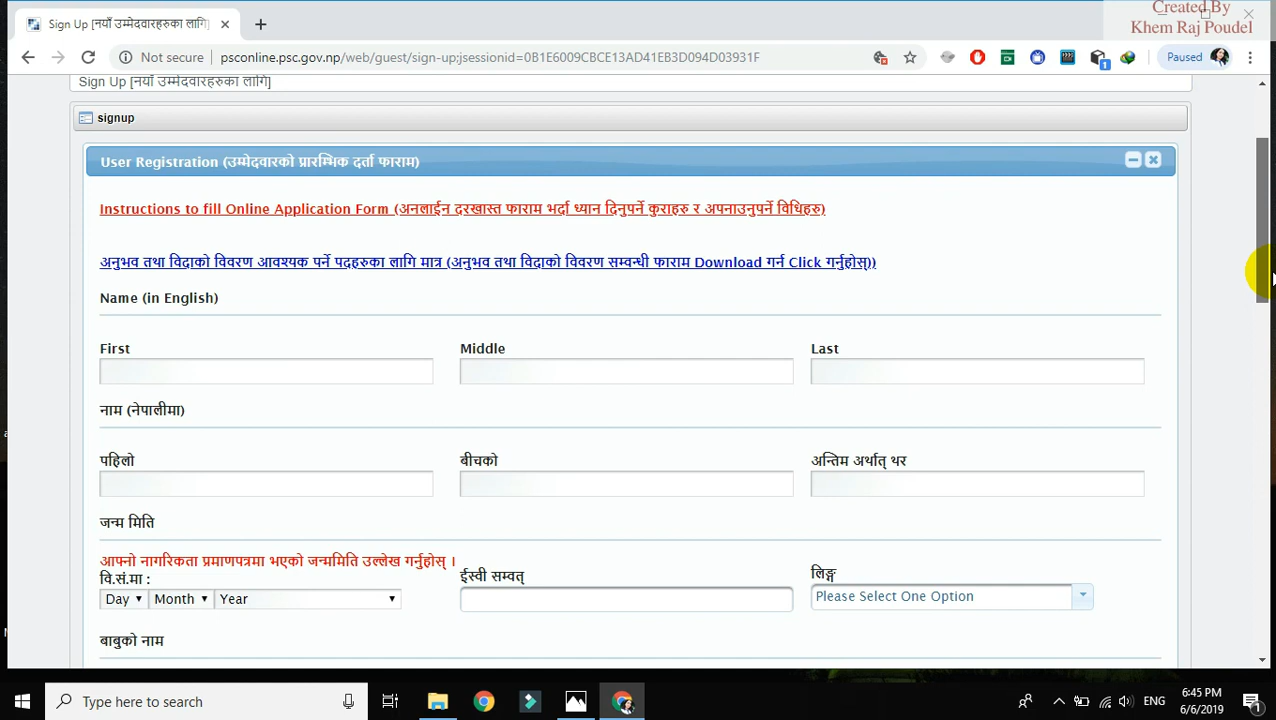 Created By
Khem Raj Poudel
Sign Up [नयाँ उम्मेदवारहरुका लागि]
Not secure psconline.psc.gov.np/web/guest/sign-up;jsessionid=0B1E6009CBCE13AD41EB3D094D03931F
Paused
Sign Up [नयाँ उम्मेदवारहरुका लागि]
signup
User Registration (उम्मेदवारको प्रारम्भिक दर्ता फाराम)
Instructions to fill Online Application Form (अनलाईन दरखास्त फाराम भर्दा ध्यान दिनुपर्ने कुराहरु र अपनाउनुपर्ने विधिहरु)
अनुभव तथा विदाको विवरण आवश्यक पर्ने पदहरुका लागि मात्र (अनुभव तथा विदाको विवरण सम्वन्धी फाराम Download गर्न Click गर्नुहोस्))
Name (in English)
First Middle Last
नाम (नेपालीमा)
पहिलो बीचको अन्तिम अर्थात् थर
जन्म मिति
आफ्नो नागरिकता प्रमाणपत्रमा भएको जन्ममिति उल्लेख गर्नुहोस् ।
वि.सं.मा : ईस्वी सम्वत् लिङ्ग
Day Month Year Please Select One Option
बाबुको नाम
Type here to search
ENG
6:45 PM
6/6/2019
1